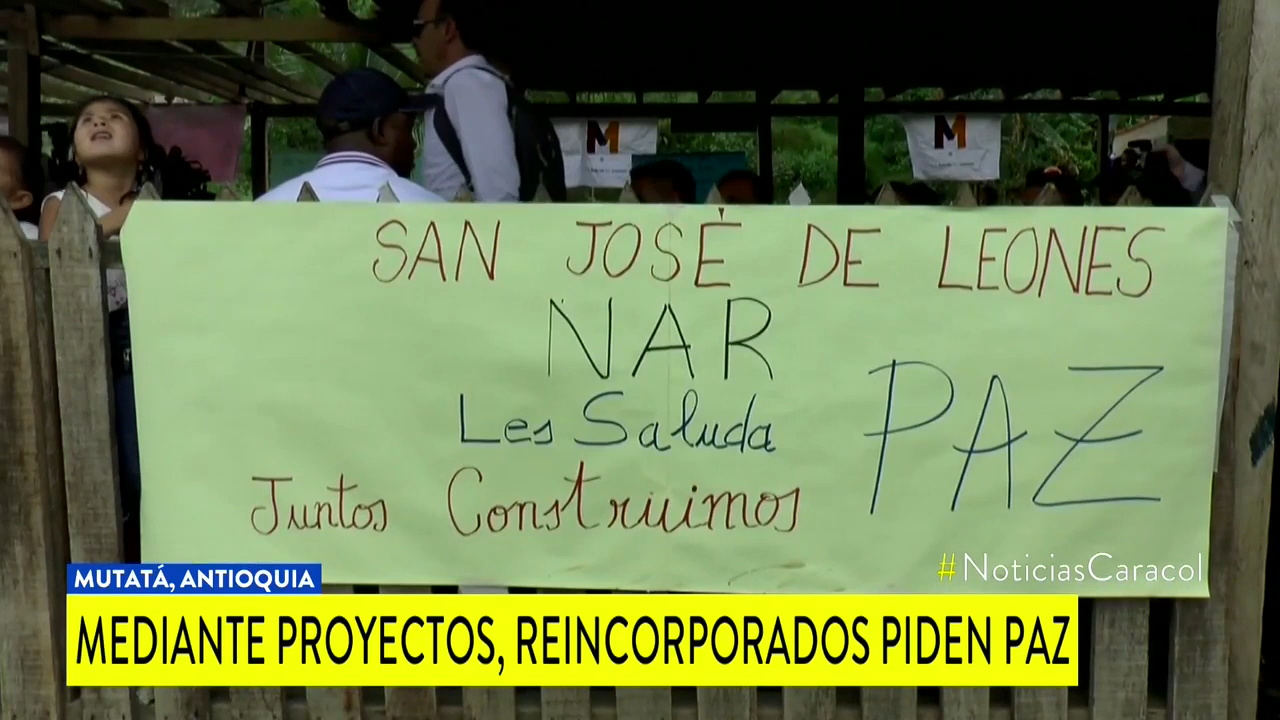 M
M
SAN JOSÉ DE LEONES
NAR
Les Saluda
PAZ
Juntos Construimos
#NoticiasCaracol
MUTATÁ, ANTIOQUIA
MEDIANTE PROYECTOS, REINCORPORADOS PIDEN PAZ